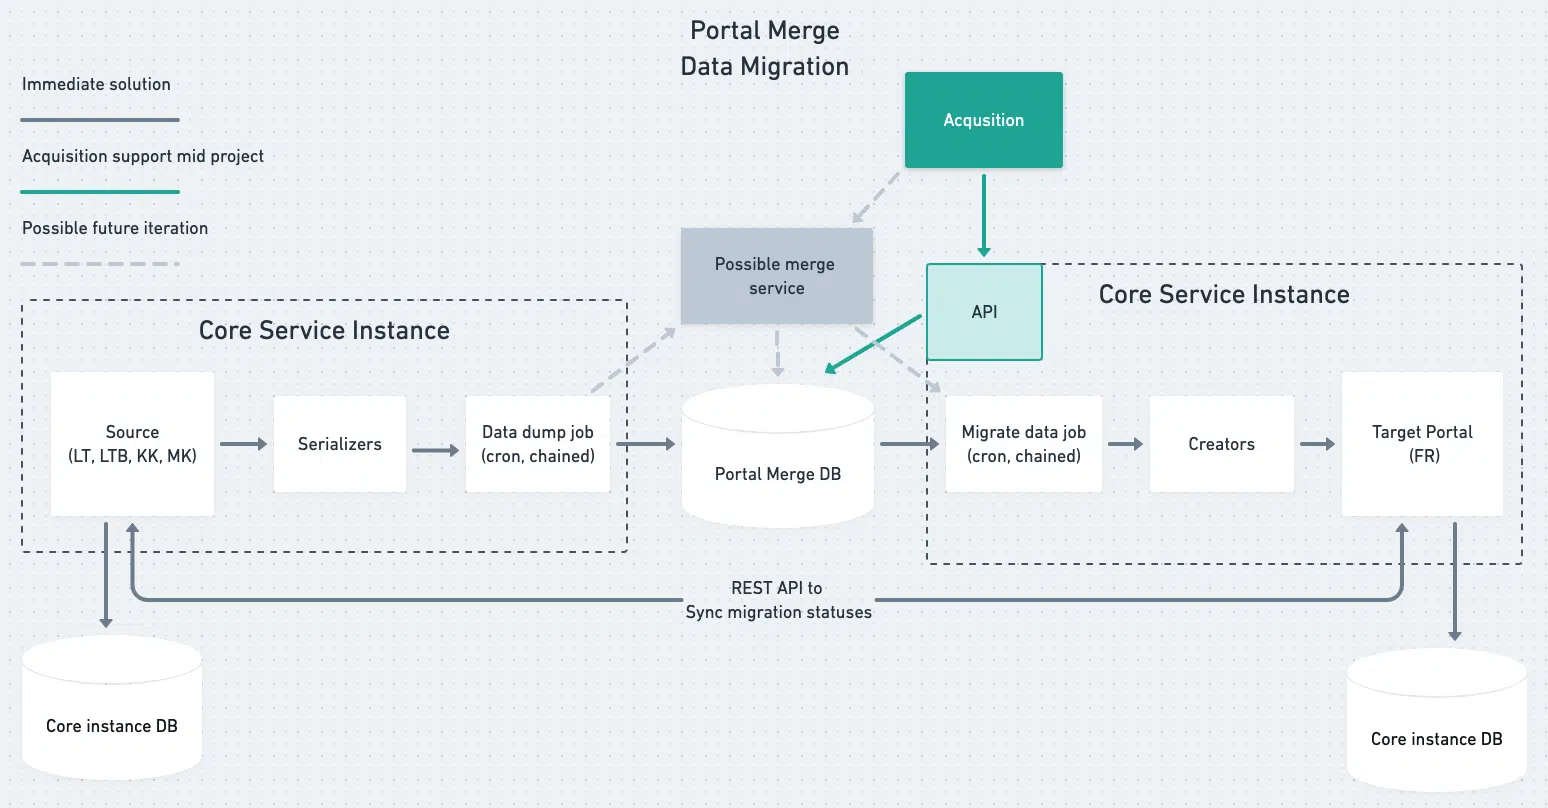 Portal Merge
Data Migration
Immediate solution
Acquisition support mid project
Possible future iteration
Acqusition
Possible merge
service
API
Core Service Instance
Core Service Instance
Source
(LT, LTB, KK, MK)
Serializers
Data dump job
(cron, chained)
Portal Merge DB
Migrate data job
(cron, chained)
Creators
Target Portal
(FR)
REST API to
Sync migration statuses
Core instance DB
Core instance DB